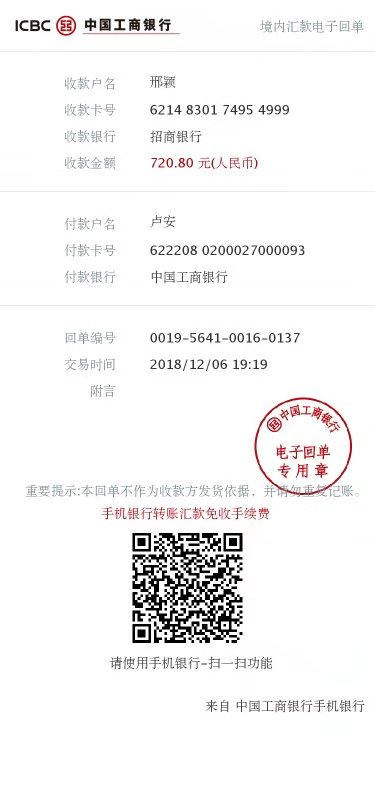 ICBC 中国工商银行 境内汇款电子回单
收款户名 邢颖
收款卡号 6214 8301 7495 4999
收款银行 招商银行
收款金额 720.80 元(人民币)
付款户名 卢安
付款卡号 622208 0200027000093
付款银行 中国工商银行
回单编号 0019-5641-0016-0137
交易时间 2018/12/06 19:19
附言
中国工商银行
电子回单
专用章
重要提示:本回单不作为收款方发货依据，并请勿重复记账。
手机银行转账汇款免收手续费
请使用手机银行-扫一扫功能
来自 中国工商银行手机银行